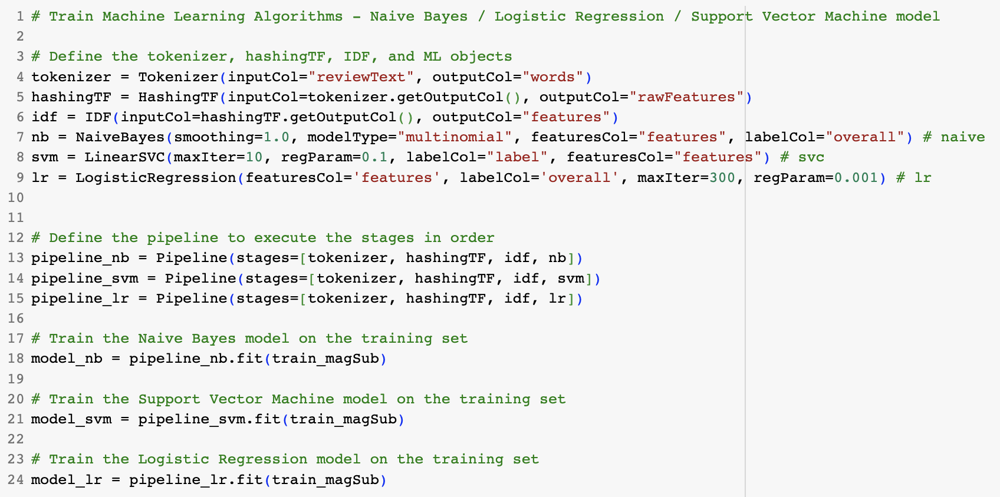 1 # Train Machine Learning Algorithms - Naive Bayes / Logistic Regression / Support Vector Machine model
2
3 # Define the tokenizer, hashingTF, IDF, and ML objects
4 tokenizer = Tokenizer(inputCol="reviewText", outputCol="words")
5 hashingTF = HashingTF(inputCol=tokenizer.getOutputCol(), outputCol="rawFeatures")
6 idf = IDF(inputCol=hashingTF.getOutputCol(), outputCol="features")
7 nb = NaiveBayes(smoothing=1.0, modelType="multinomial", featuresCol="features", labelCol="overall") # naive
8 svm = LinearSVC(maxIter=10, regParam=0.1, labelCol="label", featuresCol="features") # svc
9 lr = LogisticRegression(featuresCol='features', labelCol='overall', maxIter=300, regParam=0.001) # lr
10
11
12 # Define the pipeline to execute the stages in order
13 pipeline_nb = Pipeline(stages=[tokenizer, hashingTF, idf, nb])
14 pipeline_svm = Pipeline(stages=[tokenizer, hashingTF, idf, svm])
15 pipeline_lr = Pipeline(stages=[tokenizer, hashingTF, idf, lr])
16
17 # Train the Naive Bayes model on the training set
18 model_nb = pipeline_nb.fit(train_magSub)
19
20 # Train the Support Vector Machine model on the training set
21 model_svm = pipeline_svm.fit(train_magSub)
22
23 # Train the Logistic Regression model on the training set
24 model_lr = pipeline_lr.fit(train_magSub)